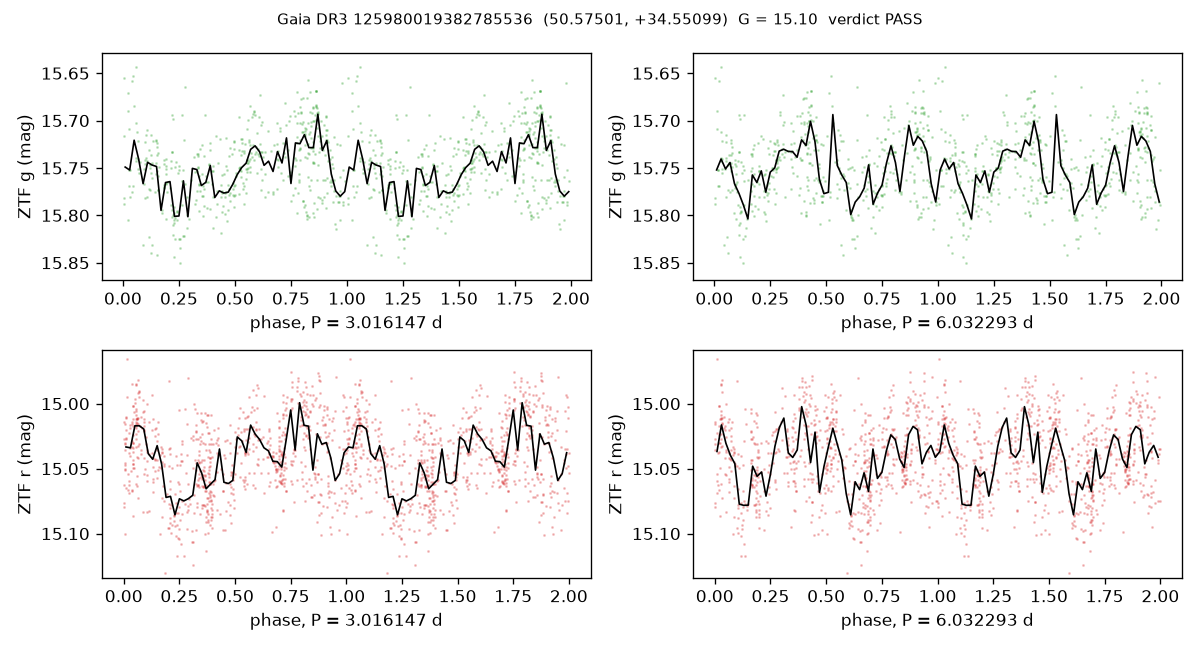 Gaia DR3 125980019382785536 (50.57501, +34.55099) G = 15.10 verdict PASS
ZTF g (mag)
15.65
15.70
15.75
15.80
15.85
0.00 0.25 0.50 0.75 1.00 1.25 1.50 1.75 2.00
phase, P = 3.016147 d
ZTF g (mag)
15.65
15.70
15.75
15.80
15.85
0.00 0.25 0.50 0.75 1.00 1.25 1.50 1.75 2.00
phase, P = 6.032293 d
ZTF r (mag)
15.00
15.05
15.10
0.00 0.25 0.50 0.75 1.00 1.25 1.50 1.75 2.00
phase, P = 3.016147 d
ZTF r (mag)
15.00
15.05
15.10
0.00 0.25 0.50 0.75 1.00 1.25 1.50 1.75 2.00
phase, P = 6.032293 d